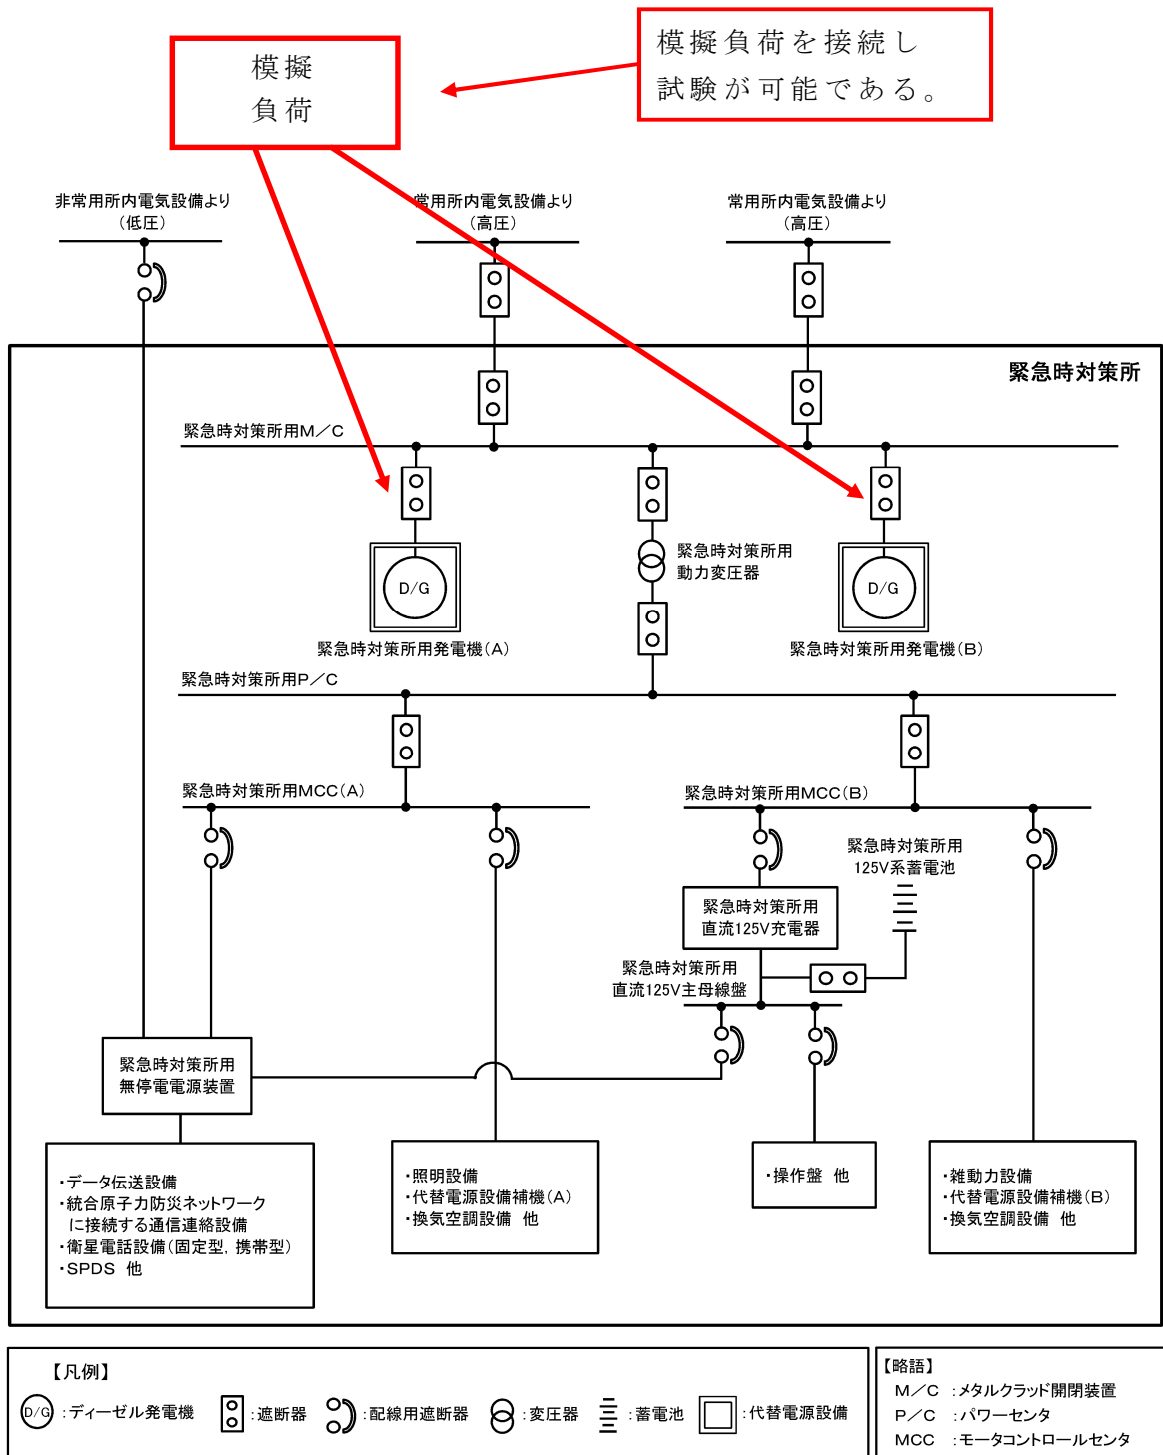 模擬
負荷
模擬負荷を接続し
試験が可能である。
非常用所内電気設備より
(低圧)
常用所内電気設備より
(高圧)
常用所内電気設備より
(高圧)
緊急時対策所
緊急時対策所用M／C
緊急時対策所用
動力変圧器
D/G
D/G
緊急時対策所用発電機(A)
緊急時対策所用発電機(B)
緊急時対策所用P／C
緊急時対策所用MCC(A)
緊急時対策所用MCC(B)
緊急時対策所用
125V系蓄電池
緊急時対策所用
直流125V充電器
緊急時対策所用
直流125V主母線盤
緊急時対策所用
無停電電源装置
・データ伝送設備
・統合原子力防災ネットワーク
に接続する通信連絡設備
・衛星電話設備(固定型, 携帯型)
・SPDS 他
・照明設備
・代替電源設備補機(A)
・換気空調設備 他
・操作盤 他
・雑動力設備
・代替電源設備補機(B)
・換気空調設備 他
【凡例】
D/G :ディーゼル発電機 :遮断器 :配線用遮断器 :変圧器 :蓄電池 :代替電源設備
【略語】
M／C :メタルクラッド開閉装置
P／C :パワーセンタ
MCC :モータコントロールセンタ